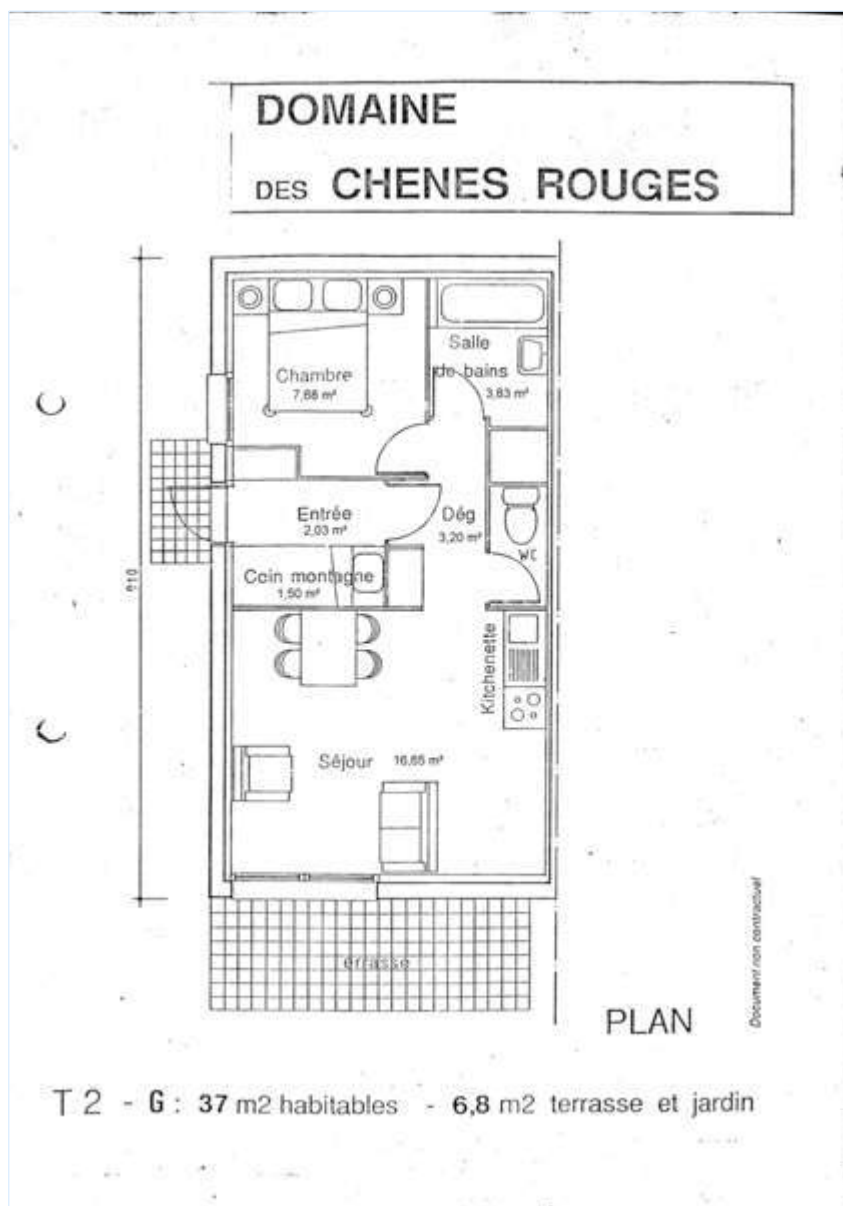 DOMAINE
DES CHENES ROUGES
Salle
de bains
3,83 m²
Chambre
7,68 m²
Entrée
2,03 m²
Dég
3,20 m²
WC
Coin montagne
1,50 m²
910
Kitchenette
Séjour 16,65 m²
errasse
Document non contractuel
PLAN
T 2 - G : 37 m2 habitables - 6,8 m2 terrasse et jardin